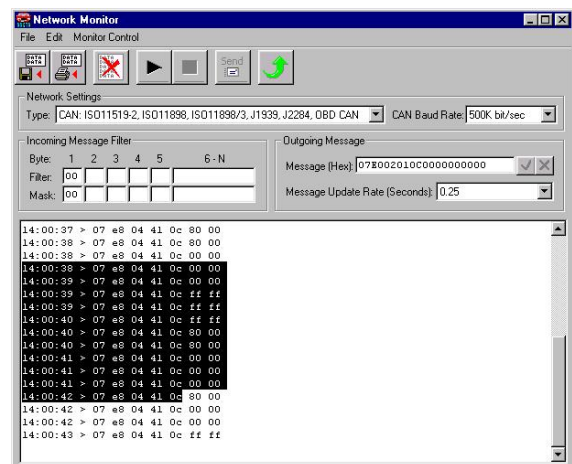 Network Monitor
File Edit Monitor Control
DATA DATA DATA DATA Send
Network Settings
Type: CAN: ISO11519-2, ISO11898, ISO11898/3, J1939, J2284, OBD CAN CAN Baud Rate: 500K bit/sec
Incoming Message Filter
Byte: 1 2 3 4 5 6 - N
Filter: 00
Mask: 00
Outgoing Message
Message (Hex): 07E002010C0000000000
Message Update Rate (Seconds): 0.25
14:00:37 > 07 e8 04 41 0c 80 00
14:00:38 > 07 e8 04 41 0c 80 00
14:00:38 > 07 e8 04 41 0c 00 00
14:00:38 > 07 e8 04 41 0c 00 00
14:00:39 > 07 e8 04 41 0c 00 00
14:00:39 > 07 e8 04 41 0c ff ff
14:00:39 > 07 e8 04 41 0c ff ff
14:00:40 > 07 e8 04 41 0c ff ff
14:00:40 > 07 e8 04 41 0c 80 00
14:00:40 > 07 e8 04 41 0c 80 00
14:00:41 > 07 e8 04 41 0c 00 00
14:00:41 > 07 e8 04 41 0c 00 00
14:00:41 > 07 e8 04 41 0c 00 00
14:00:42 > 07 e8 04 41 0c 80 00
14:00:42 > 07 e8 04 41 0c 00 00
14:00:42 > 07 e8 04 41 0c 00 00
14:00:43 > 07 e8 04 41 0c ff ff